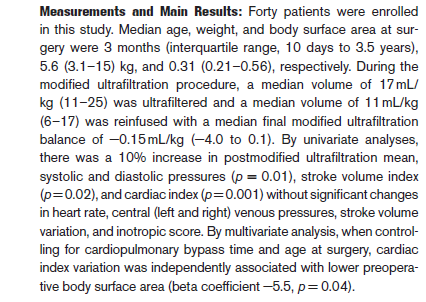 Measurements and Main Results: Forty patients were enrolled
in this study. Median age, weight, and body surface area at sur-
gery were 3 months (interquartile range, 10 days to 3.5 years),
5.6 (3.1–15) kg, and 0.31 (0.21–0.56), respectively. During the
modified ultrafiltration procedure, a median volume of 17 mL/
kg (11–25) was ultrafiltered and a median volume of 11 mL/kg
(6–17) was reinfused with a median final modified ultrafiltration
balance of –0.15 mL/kg (–4.0 to 0.1). By univariate analyses,
there was a 10% increase in postmodified ultrafiltration mean,
systolic and diastolic pressures (p = 0.01), stroke volume index
(p=0.02), and cardiac index (p=0.001) without significant changes
in heart rate, central (left and right) venous pressures, stroke volume
variation, and inotropic score. By multivariate analysis, when control-
ling for cardiopulmonary bypass time and age at surgery, cardiac
index variation was independently associated with lower preopera-
tive body surface area (beta coefficient –5.5, p=0.04).